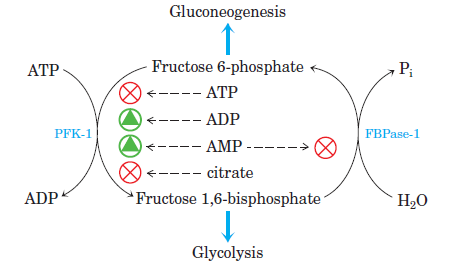 Gluconeogenesis
ATP
Fructose 6-phosphate
Pi
ATP
ADP
PFK-1
FBPase-1
AMP
citrate
ADP
Fructose 1,6-bisphosphate
H₂O
Glycolysis